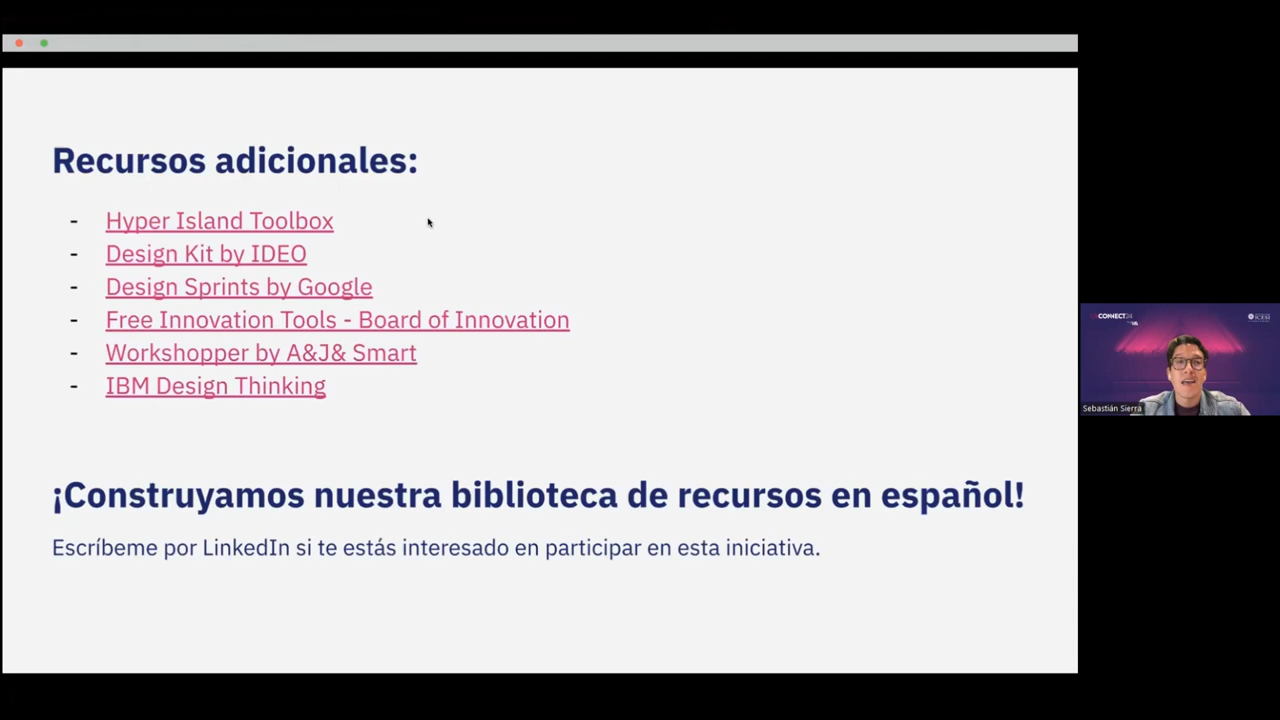 Recursos adicionales:
- Hyper Island Toolbox
- Design Kit by IDEO
- Design Sprints by Google
- Free Innovation Tools - Board of Innovation
- Workshopper by A&J& Smart
- IBM Design Thinking
¡Construyamos nuestra biblioteca de recursos en español!
Escríbeme por LinkedIn si te estás interesado en participar en esta iniciativa.
UXCONNECT24
Sebastián Sierra